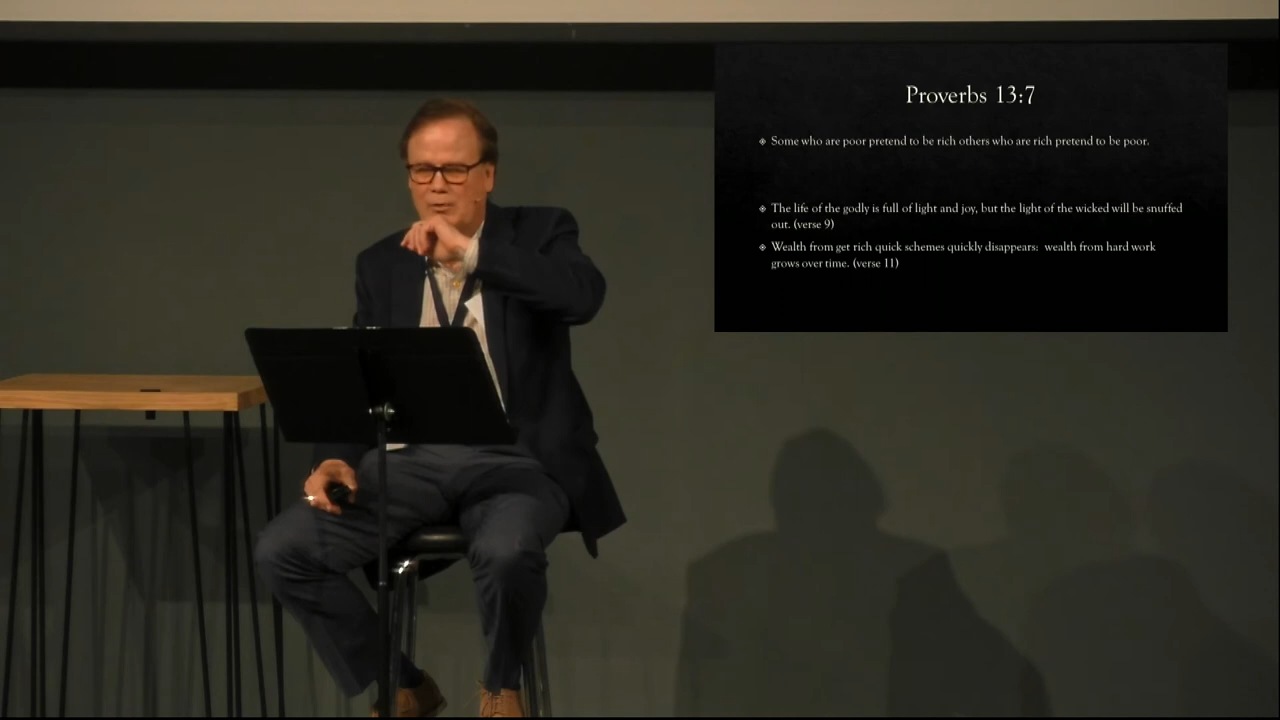 Proverbs 13:7
Some who are poor pretend to be rich others who are rich pretend to be poor.
The life of the godly is full of light and joy, but the light of the wicked will be snuffed
out. (verse 9)
Wealth from get rich quick schemes quickly disappears: wealth from hard work
grows over time. (verse 11)